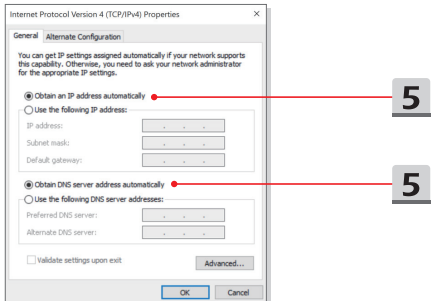 Internet Protocol Version 4 (TCP/IPv4) Properties
General Alternate Configuration
You can get IP settings assigned automatically if your network supports
this capability. Otherwise, you need to ask your network administrator
for the appropriate IP settings.
Obtain an IP address automatically
5
Use the following IP address:
IP address:
Subnet mask:
Default gateway:
Obtain DNS server address automatically
5
Use the following DNS server addresses:
Preferred DNS server:
Alternate DNS server:
Validate settings upon exit
Advanced...
OK Cancel